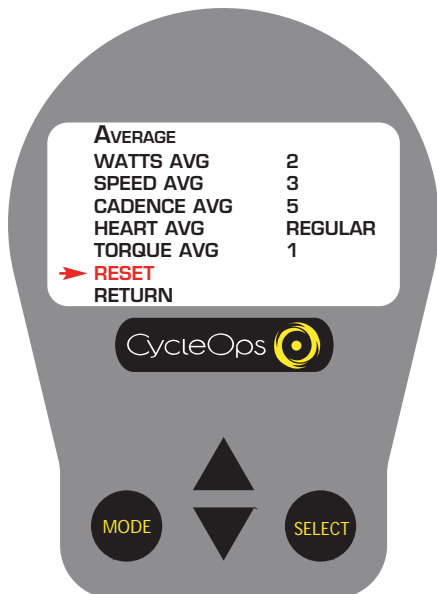 AVERAGE
WATTS AVG 2
SPEED AVG 3
CADENCE AVG 5
HEART AVG REGULAR
TORQUE AVG 1
RESET
RETURN
CycleOps
MODE SELECT